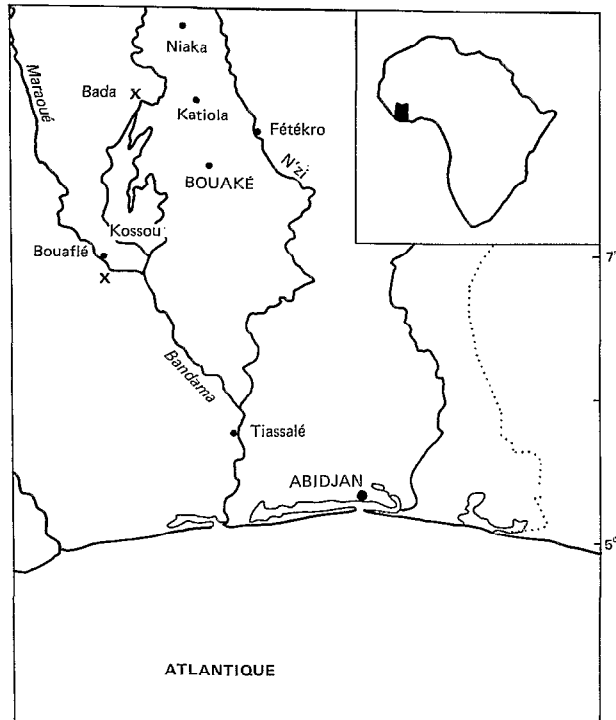 Niaka
Maraoué
Bada x
Katiola
Fétékro
N'zi
BOUAKÉ
Kossou
Bouaflé
x
7°
Bandama
Tiassalé
ABIDJAN
5°
ATLANTIQUE